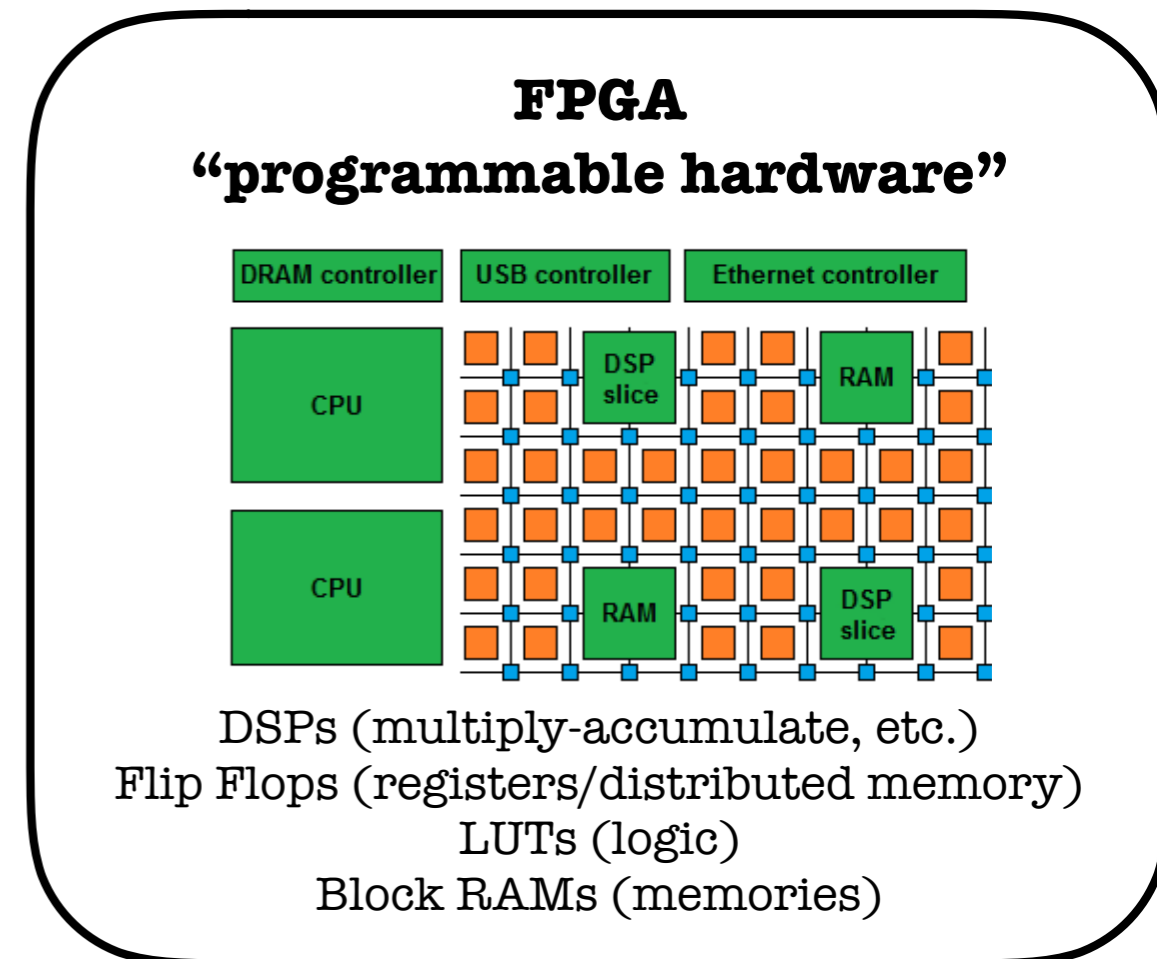 FPGA
“programmable hardware”
DRAM controller
USB controller
Ethernet controller
CPU
DSP
slice
RAM
CPU
RAM
DSP
slice
DSPs (multiply-accumulate, etc.)
Flip Flops (registers/distributed memory)
LUTs (logic)
Block RAMs (memories)